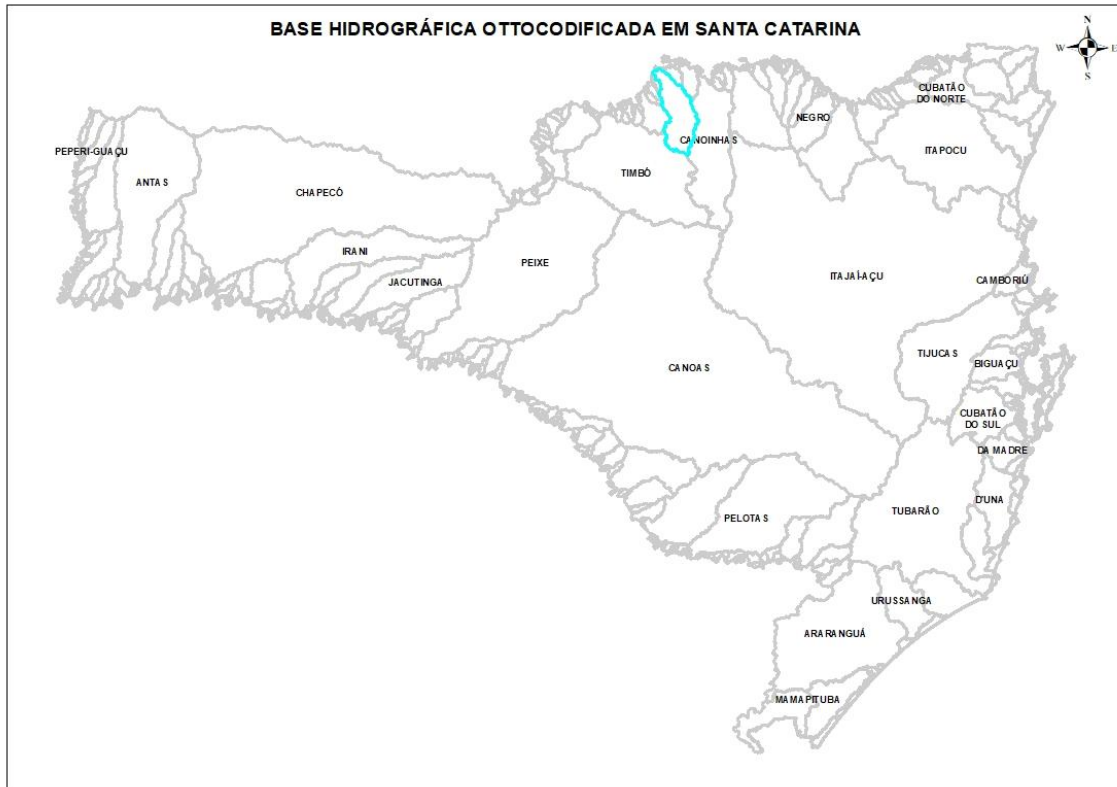 BASE HIDROGRÁFICA OTTOCODIFICADA EM SANTA CATARINA
N
W E
S
CUBATÃO
DO NORTE
NEGRO
CANOINHAS
ITAPOCU
PEPERI-GUAÇU
TIMBÓ
ANTAS
CHAPECÓ
IRANI
PEIXE
ITAJAÍ-AÇU
CAMBORIÚ
JACUTINGA
TIJUCAS
BIGUAÇU
CANOAS
CUBATÃO
DO SUL
DA MADRE
D'UNA
TUBARÃO
PELOTAS
URUSSANGA
ARARANGUÁ
MAMAPITUBA